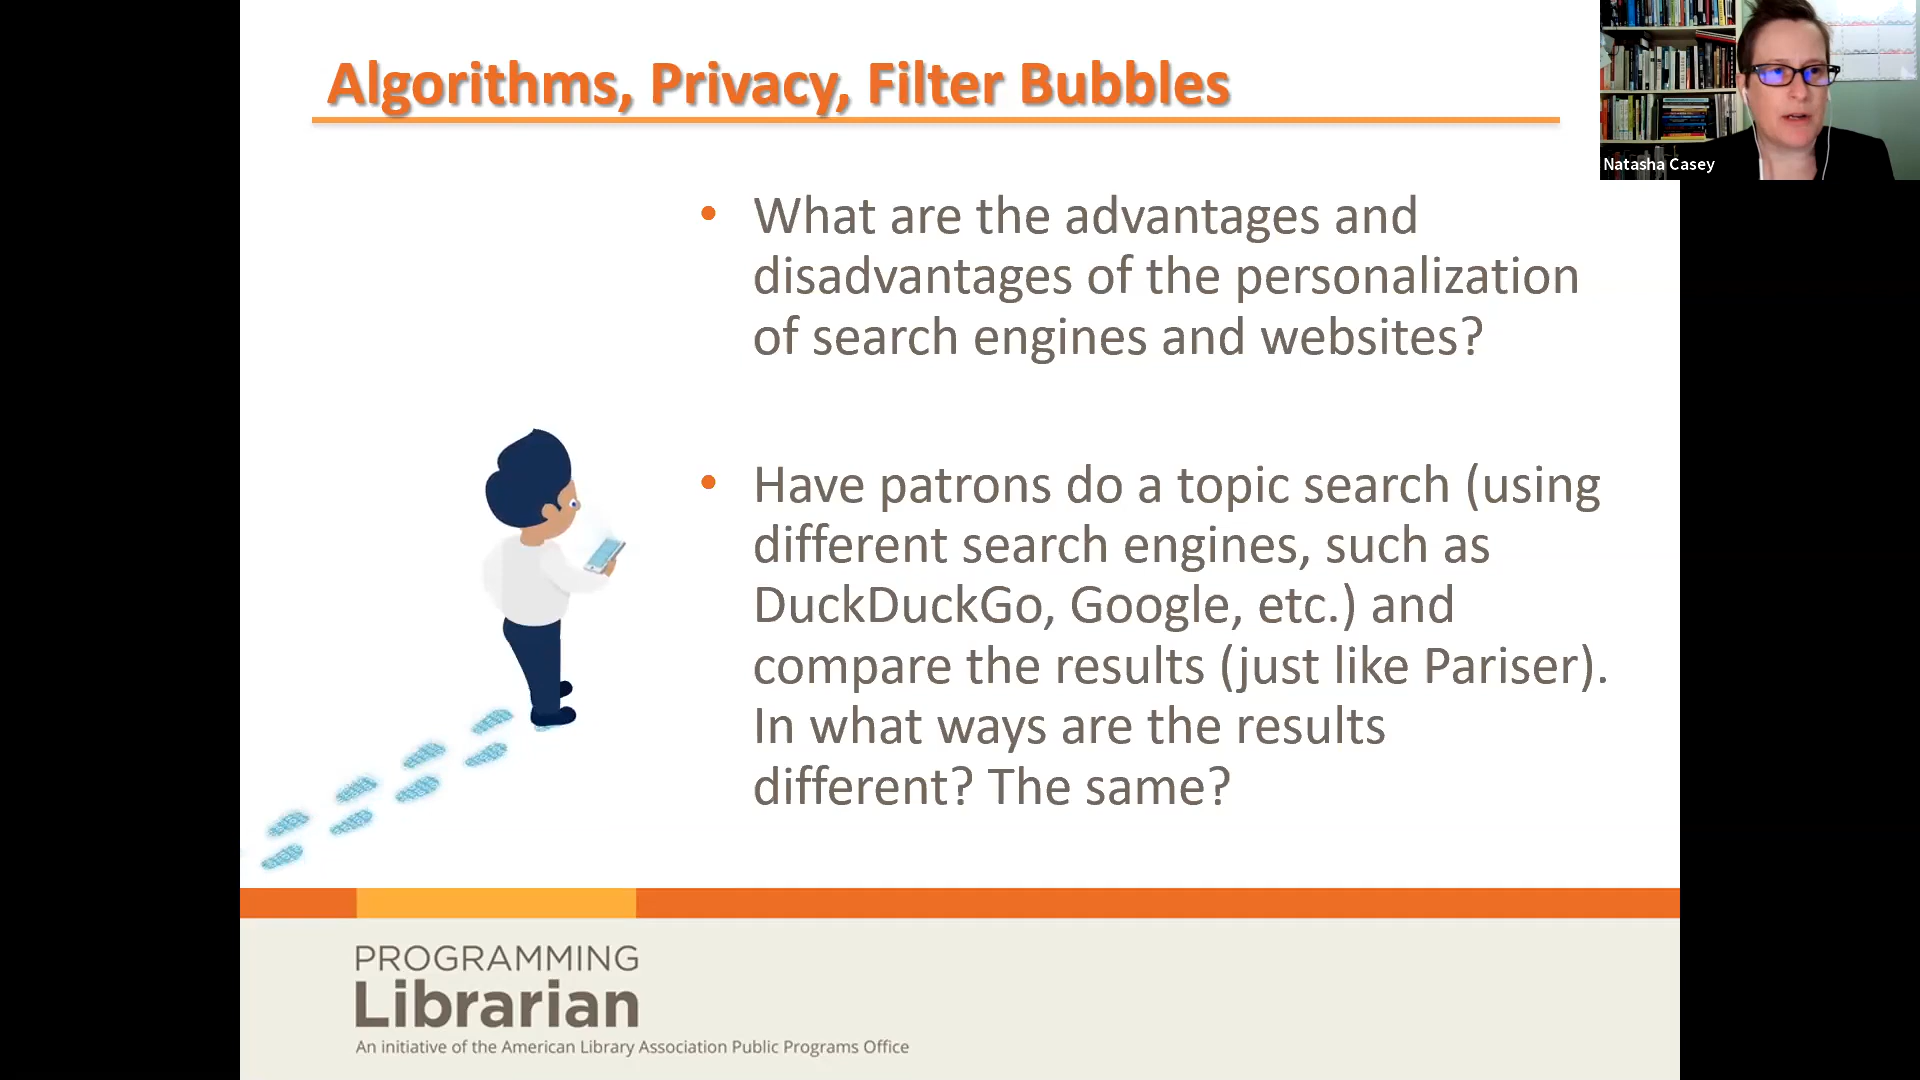 Algorithms, Privacy, Filter Bubbles
Natasha Casey
• What are the advantages and
disadvantages of the personalization
of search engines and websites?
• Have patrons do a topic search (using
different search engines, such as
DuckDuckGo, Google, etc.) and
compare the results (just like Pariser).
In what ways are the results
different? The same?
PROGRAMMING
Librarian
An initiative of the American Library Association Public Programs Office